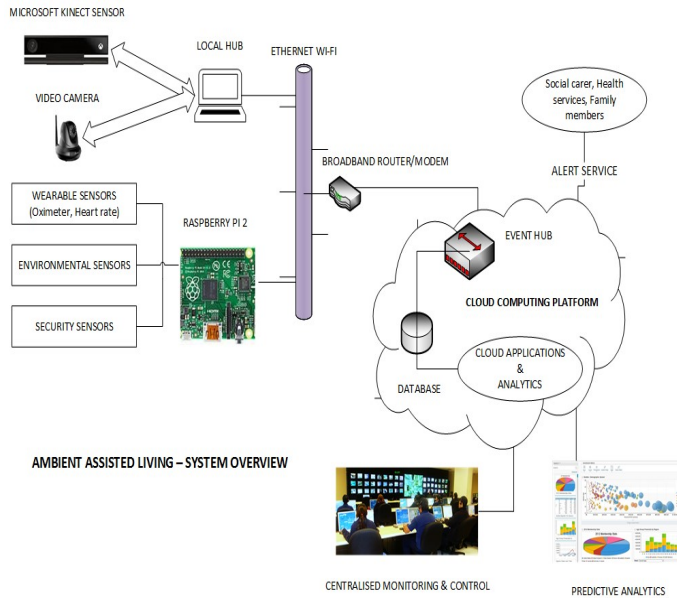 MICROSOFT KINECT SENSOR
LOCAL HUB
ETHERNET WI-FI
VIDEO CAMERA
Social carer, Health
services, Family
members
BROADBAND ROUTER/MODEM
ALERT SERVICE
WEARABLE SENSORS
(Oximeter, Heart rate)
RASPBERRY PI 2
EVENT HUB
ENVIRONMENTAL SENSORS
CLOUD COMPUTING PLATFORM
SECURITY SENSORS
CLOUD APPLICATIONS
&
ANALYTICS
DATABASE
AMBIENT ASSISTED LIVING – SYSTEM OVERVIEW
CENTRALISED MONITORING & CONTROL
PREDICTIVE ANALYTICS